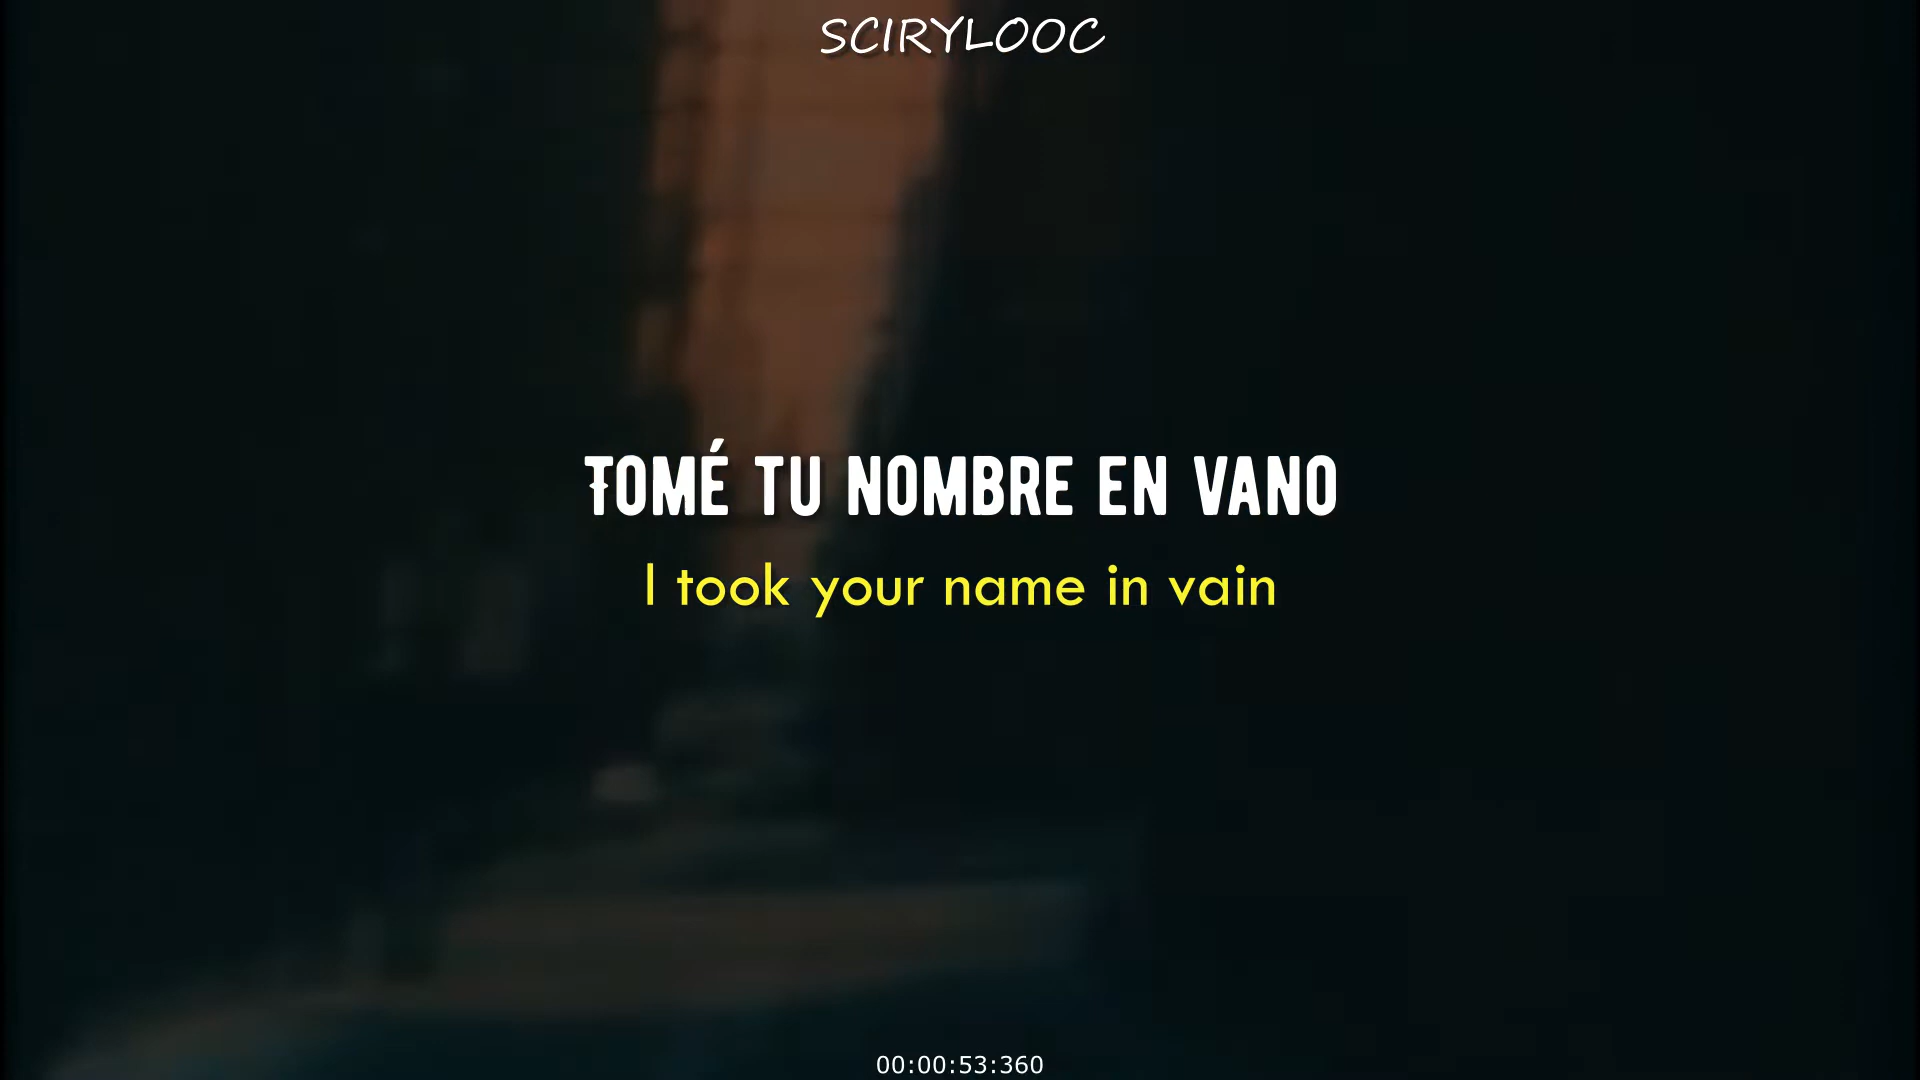 SCIRYLOOC
TOMÉ TU NOMBRE EN VANO
I took your name in vain
00:00:53:360